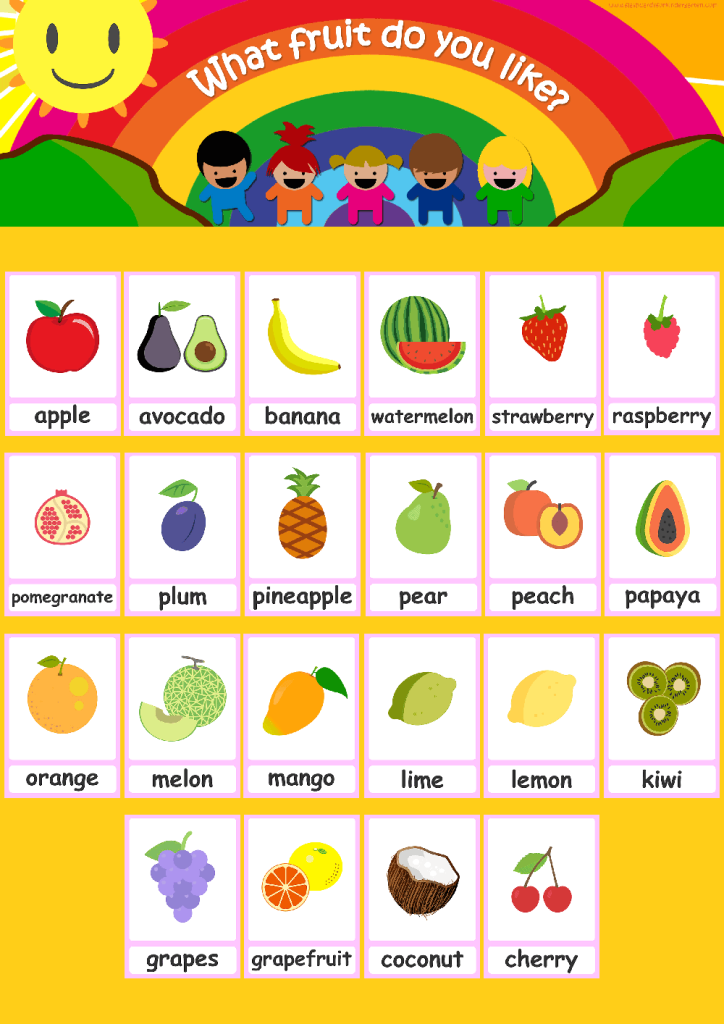 What fruit do you like?
apple
avocado
banana
watermelon
strawberry
raspberry
pomegranate
plum
pineapple
pear
peach
papaya
orange
melon
mango
lime
lemon
kiwi
grapes
grapefruit
coconut
cherry